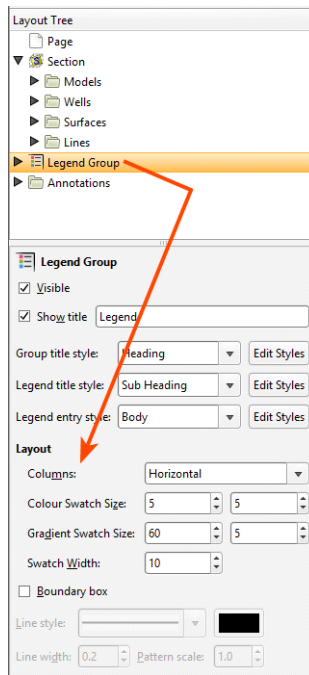 Layout Tree
Page
Section
Models
Wells
Surfaces
Lines
Legend Group
Annotations
Legend Group
Visible
Show title Legend
Group title style: Heading Edit Styles
Legend title style: Sub Heading Edit Styles
Legend entry style: Body Edit Styles
Layout
Columns: Horizontal
Colour Swatch Size: 5 5
Gradient Swatch Size: 60 5
Swatch Width: 10
Boundary box
Line style:
Line width: 0.2 Pattern scale: 1.0